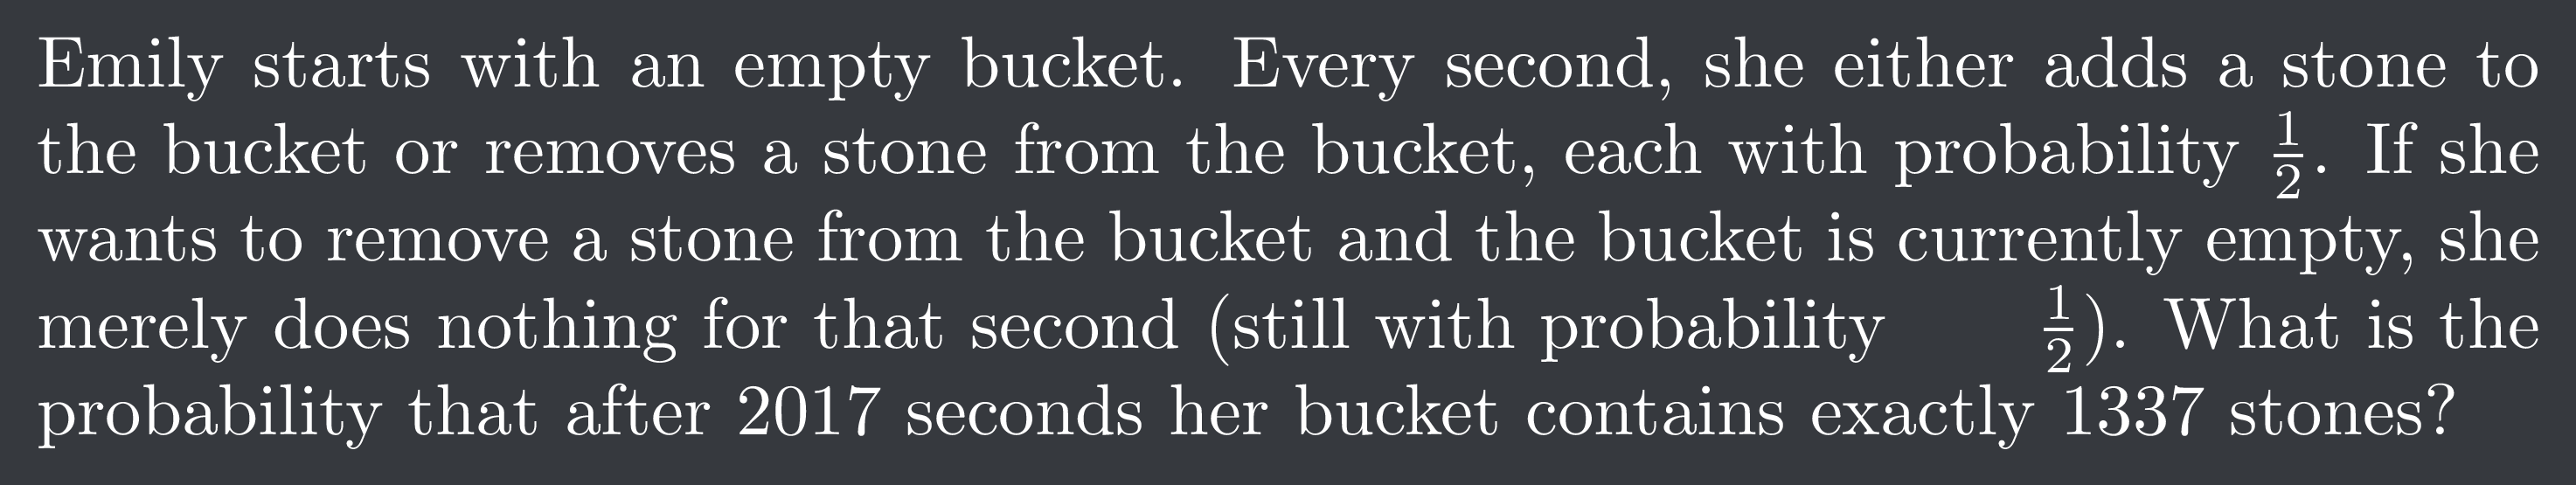 Emily starts with an empty bucket. Every second, she either adds a stone to
the bucket or removes a stone from the bucket, each with probability $\frac{1}{2}$. If she
wants to remove a stone from the bucket and the bucket is currently empty, she
merely does nothing for that second (still with probability $\frac{1}{2}$). What is the
probability that after 2017 seconds her bucket contains exactly 1337 stones?